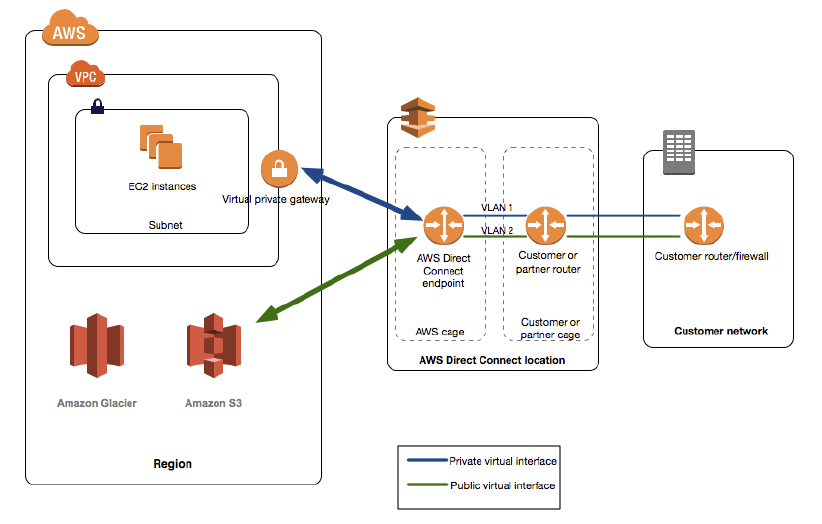 AWS
VPC
EC2 instances
Virtual private gateway
Subnet
Amazon Glacier
Amazon S3
Region
VLAN 1
VLAN 2
AWS Direct
Connect
endpoint
Customer or
partner router
AWS cage
Customer or
partner cage
AWS Direct Connect location
Customer router/firewall
Customer network
Private virtual interface
Public virtual interface